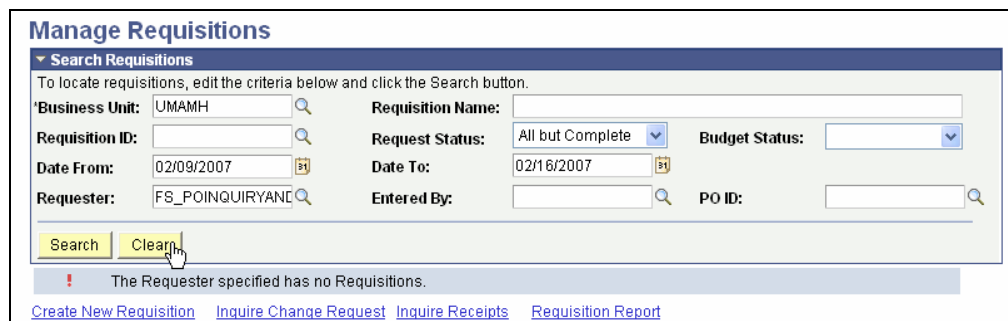 Manage Requisitions
Search Requisitions
To locate requisitions, edit the criteria below and click the Search button.
*Business Unit: UMAMH Requisition Name:
Requisition ID: Request Status: All but Complete Budget Status:
Date From: 02/09/2007 Date To: 02/16/2007
Requester: FS_POINQUIRYAND Entered By: PO ID:
Search Clear
! The Requester specified has no Requisitions.
Create New Requisition Inquire Change Request Inquire Receipts Requisition Report